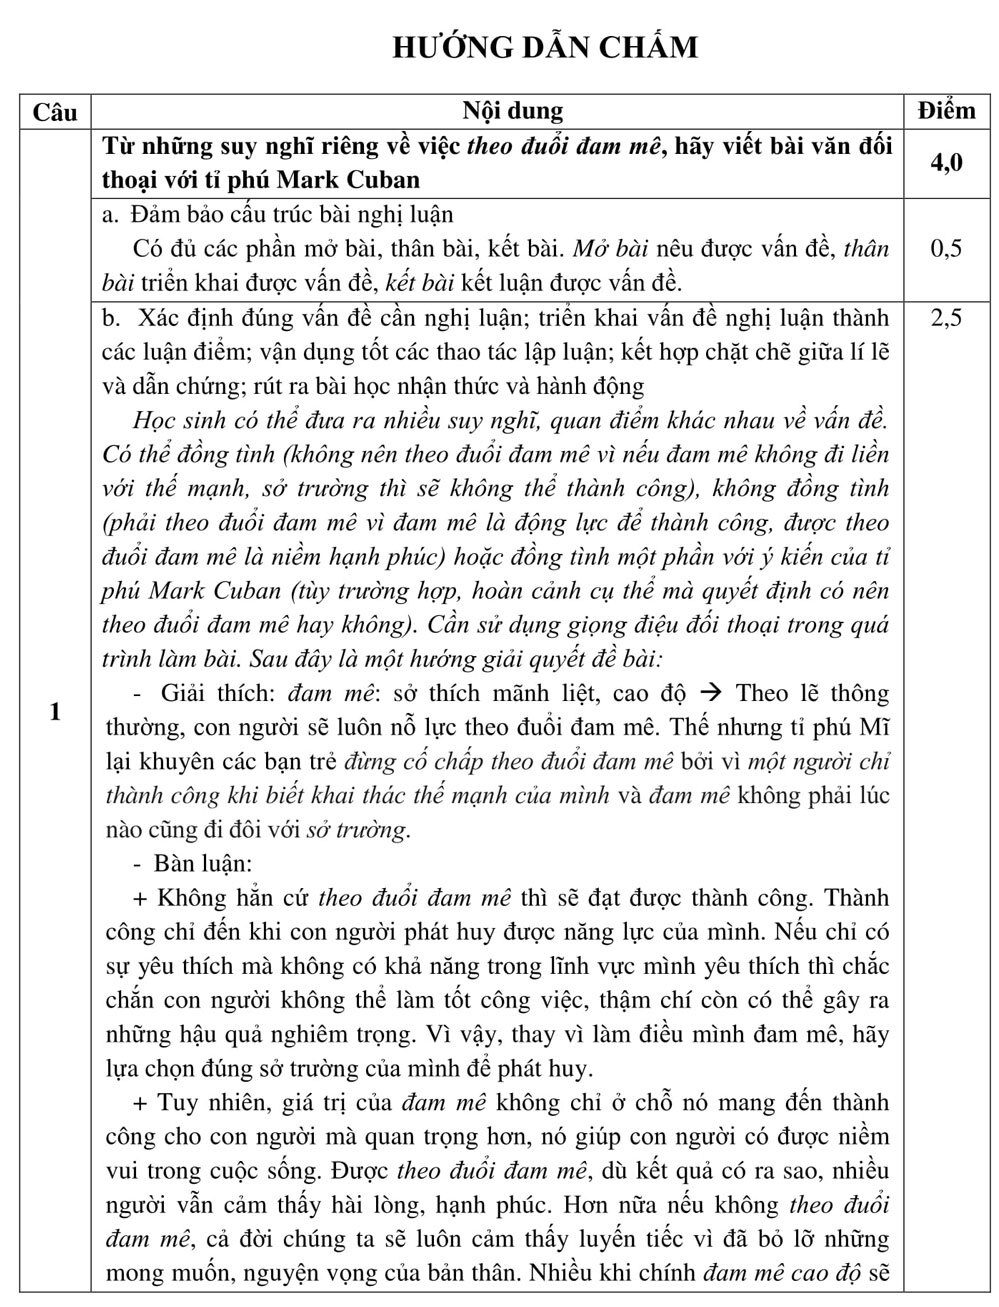 HƯỚNG DẪN CHẤM
Câu Nội dung Điểm
Từ những suy nghĩ riêng về việc theo đuổi đam mê, hãy viết bài văn đối
thoại với tỉ phú Mark Cuban
4,0
a. Đảm bảo cấu trúc bài nghị luận
Có đủ các phần mở bài, thân bài, kết bài. Mở bài nêu được vấn đề, thân
bài triển khai được vấn đề, kết bài kết luận được vấn đề.
0,5
b. Xác định đúng vấn đề cần nghị luận; triển khai vấn đề nghị luận thành
các luận điểm; vận dụng tốt các thao tác lập luận; kết hợp chặt chẽ giữa lí lẽ
và dẫn chứng; rút ra bài học nhận thức và hành động
2,5
Học sinh có thể đưa ra nhiều suy nghĩ, quan điểm khác nhau về vấn đề.
Có thể đồng tình (không nên theo đuổi đam mê vì nếu đam mê không đi liền
với thế mạnh, sở trường thì sẽ không thể thành công), không đồng tình
(phải theo đuổi đam mê vì đam mê là động lực để thành công, được theo
đuổi đam mê là niềm hạnh phúc) hoặc đồng tình một phần với ý kiến của tỉ
phú Mark Cuban (tùy trường hợp, hoàn cảnh cụ thể mà quyết định có nên
theo đuổi đam mê hay không). Cần sử dụng giọng điệu đối thoại trong quá
trình làm bài. Sau đây là một hướng giải quyết đề bài:
- Giải thích: đam mê: sở thích mãnh liệt, cao độ → Theo lẽ thông
thường, con người sẽ luôn nỗ lực theo đuổi đam mê. Thế nhưng tỉ phú Mĩ
lại khuyên các bạn trẻ đừng cố chấp theo đuổi đam mê bởi vì một người chỉ
thành công khi biết khai thác thế mạnh của mình và đam mê không phải lúc
nào cũng đi đôi với sở trường.
- Bàn luận:
+ Không hẳn cứ theo đuổi đam mê thì sẽ đạt được thành công. Thành
công chỉ đến khi con người phát huy được năng lực của mình. Nếu chỉ có
sự yêu thích mà không có khả năng trong lĩnh vực mình yêu thích thì chắc
chắn con người không thể làm tốt công việc, thậm chí còn có thể gây ra
những hậu quả nghiêm trọng. Vì vậy, thay vì làm điều mình đam mê, hãy
lựa chọn đúng sở trường của mình để phát huy.
+ Tuy nhiên, giá trị của đam mê không chỉ ở chỗ nó mang đến thành
công cho con người mà quan trọng hơn, nó giúp con người có được niềm
vui trong cuộc sống. Được theo đuổi đam mê, dù kết quả có ra sao, nhiều
người vẫn cảm thấy hài lòng, hạnh phúc. Hơn nữa nếu không theo đuổi
đam mê, cả đời chúng ta sẽ luôn cảm thấy luyến tiếc vì đã bỏ lỡ những
mong muốn, nguyện vọng của bản thân. Nhiều khi chính đam mê cao độ sẽ
1